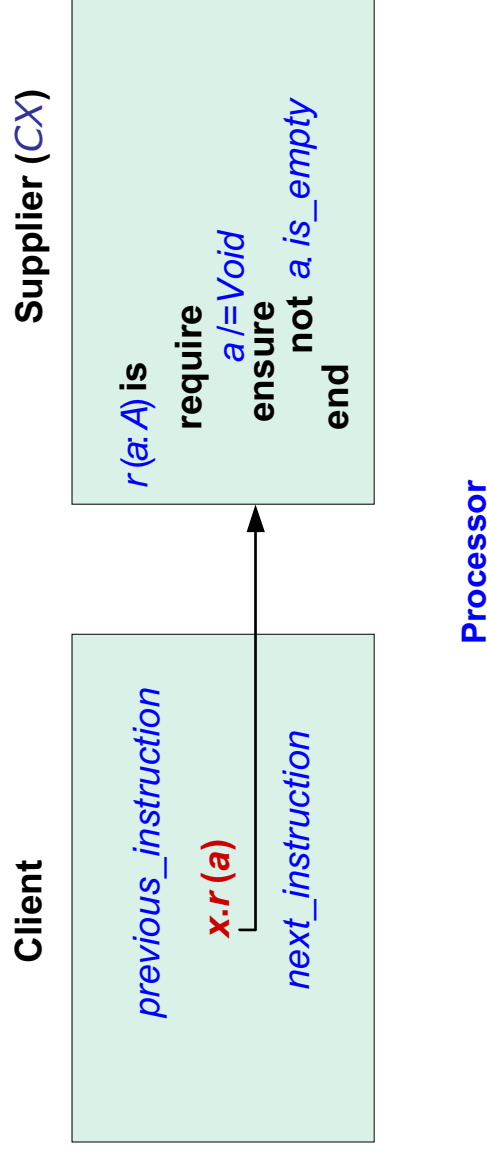 Client
previous_instruction
x.r (a)
next_instruction
Supplier (CX)
r (a: A) is
require
a /= Void
ensure
not a. is_empty
end
Processor